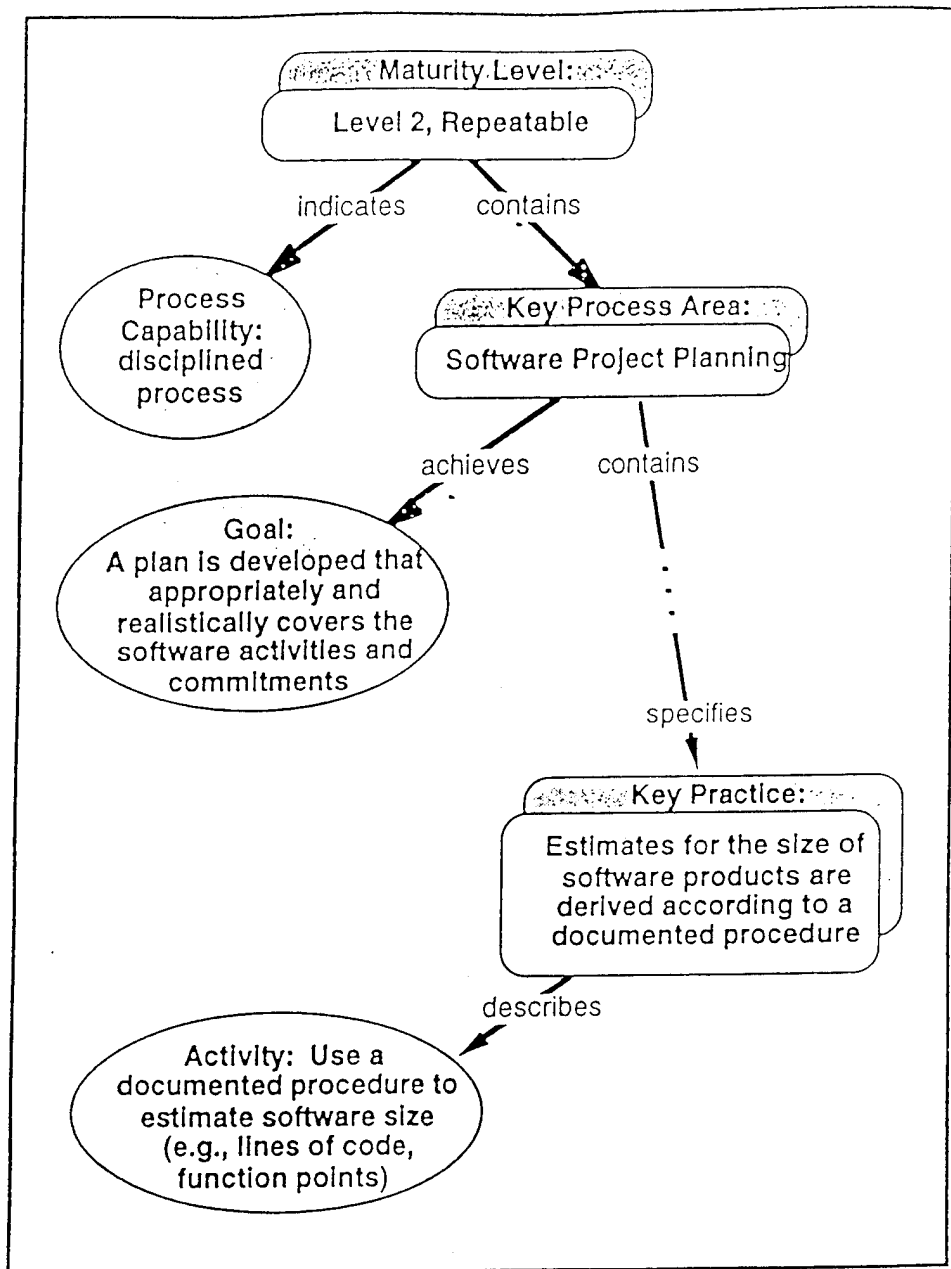 Maturity Level:
Level 2, Repeatable
indicates
contains
Process
Capability:
disciplined
process
Key Process Area:
Software Project Planning
achieves
contains
Goal:
A plan is developed that
appropriately and
realistically covers the
software activities and
commitments
specifies
Key Practice:
Estimates for the size of
software products are
derived according to a
documented procedure
describes
Activity: Use a
documented procedure to
estimate software size
(e.g., lines of code,
function points)